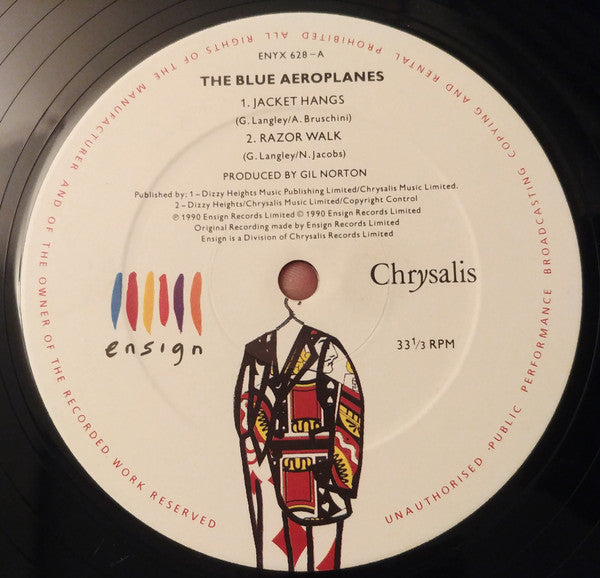 ENYX 628–A
THE BLUE AEROPLANES
1. JACKET HANGS
(G. Langley/A. Bruschini)
2. RAZOR WALK
(G. Langley/N. Jacobs)
PRODUCED BY GIL NORTON
Published by: 1 – Dizzy Heights Music Publishing Limited/Chrysalis Music Limited.
2 – Dizzy Heights/Chrysalis Music Limited/Copyright Control
℗ 1990 Ensign Records Limited © 1990 Ensign Records Limited
Original Recording made by Ensign Records Limited
Ensign is a Division of Chrysalis Records Limited
ensign
Chrysalis
33 1/3 RPM
ALL RIGHTS OF THE MANUFACTURER AND OF THE OWNER OF THE RECORDED WORK RESERVED
UNAUTHORISED PUBLIC PERFORMANCE BROADCASTING COPYING AND RENTAL PROHIBITED